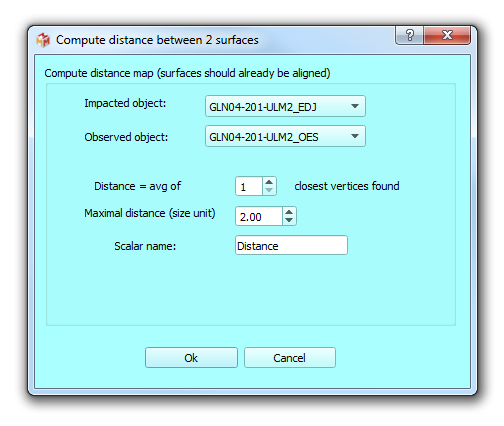 Compute distance between 2 surfaces
Compute distance map (surfaces should already be aligned)
Impacted object: GLN04-201-ULM2_EDJ
Observed object: GLN04-201-ULM2_OES
Distance = avg of 1 closest vertices found
Maximal distance (size unit) 2.00
Scalar name: Distance
Ok Cancel